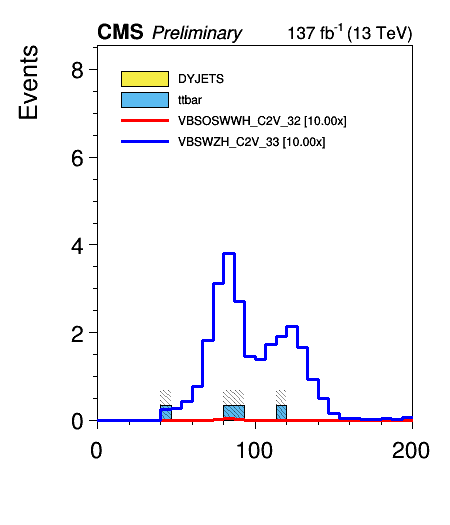 CMS Preliminary 137 fb-1 (13 TeV)
Events
8
DYJETS
ttbar
VBSOSWWH_C2V_32 [10.00x]
VBSWZH_C2V_33 [10.00x]
6
4
2
0
0 100 200